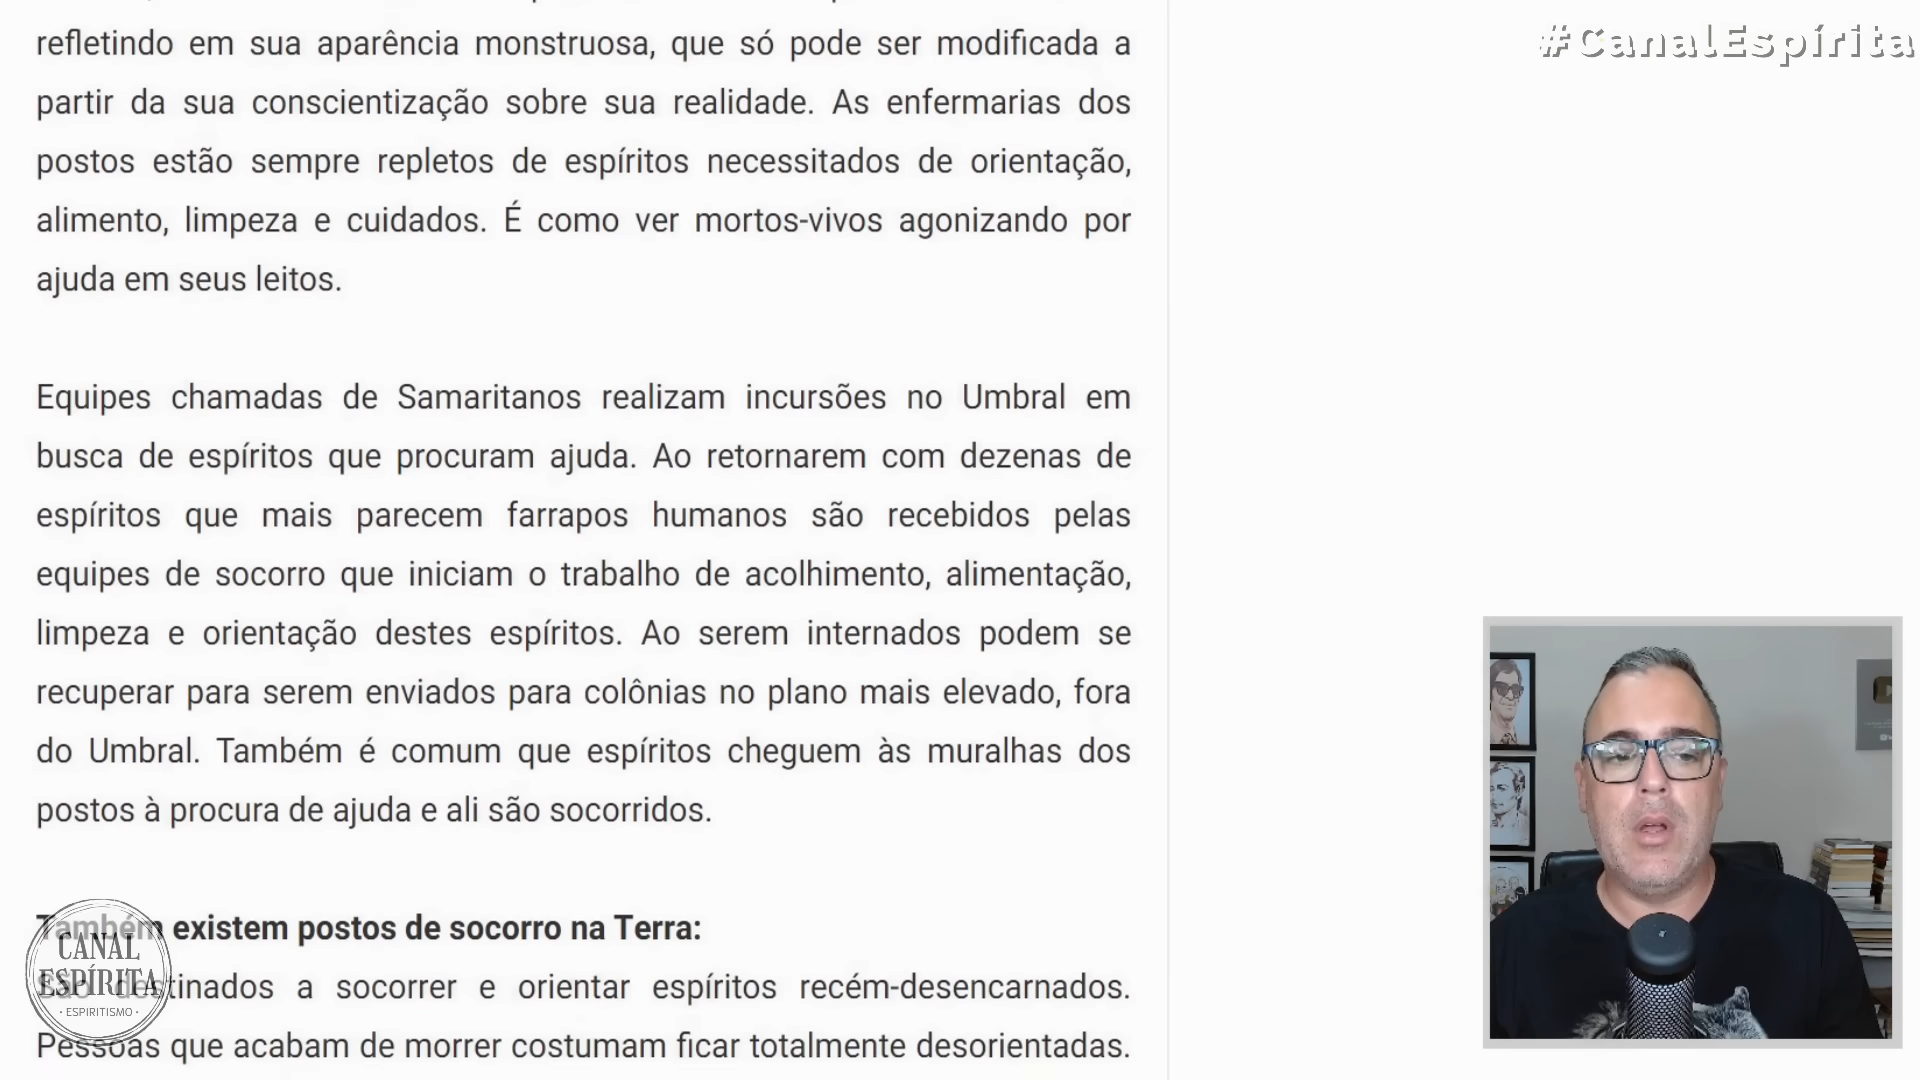 #CanalEspírita
refletindo em sua aparência monstruosa, que só pode ser modificada a
partir da sua conscientização sobre sua realidade. As enfermarias dos
postos estão sempre repletos de espíritos necessitados de orientação,
alimento, limpeza e cuidados. É como ver mortos-vivos agonizando por
ajuda em seus leitos.
Equipes chamadas de Samaritanos realizam incursões no Umbral em
busca de espíritos que procuram ajuda. Ao retornarem com dezenas de
espíritos que mais parecem farrapos humanos são recebidos pelas
equipes de socorro que iniciam o trabalho de acolhimento, alimentação,
limpeza e orientação destes espíritos. Ao serem internados podem se
recuperar para serem enviados para colônias no plano mais elevado, fora
do Umbral. Também é comum que espíritos cheguem às muralhas dos
postos à procura de ajuda e ali são socorridos.
Também existem postos de socorro na Terra:
São destinados a socorrer e orientar espíritos recém-desencarnados.
Pessoas que acabam de morrer costumam ficar totalmente desorientadas.
CANAL
ESPÍRITA
· ESPIRITISMO ·